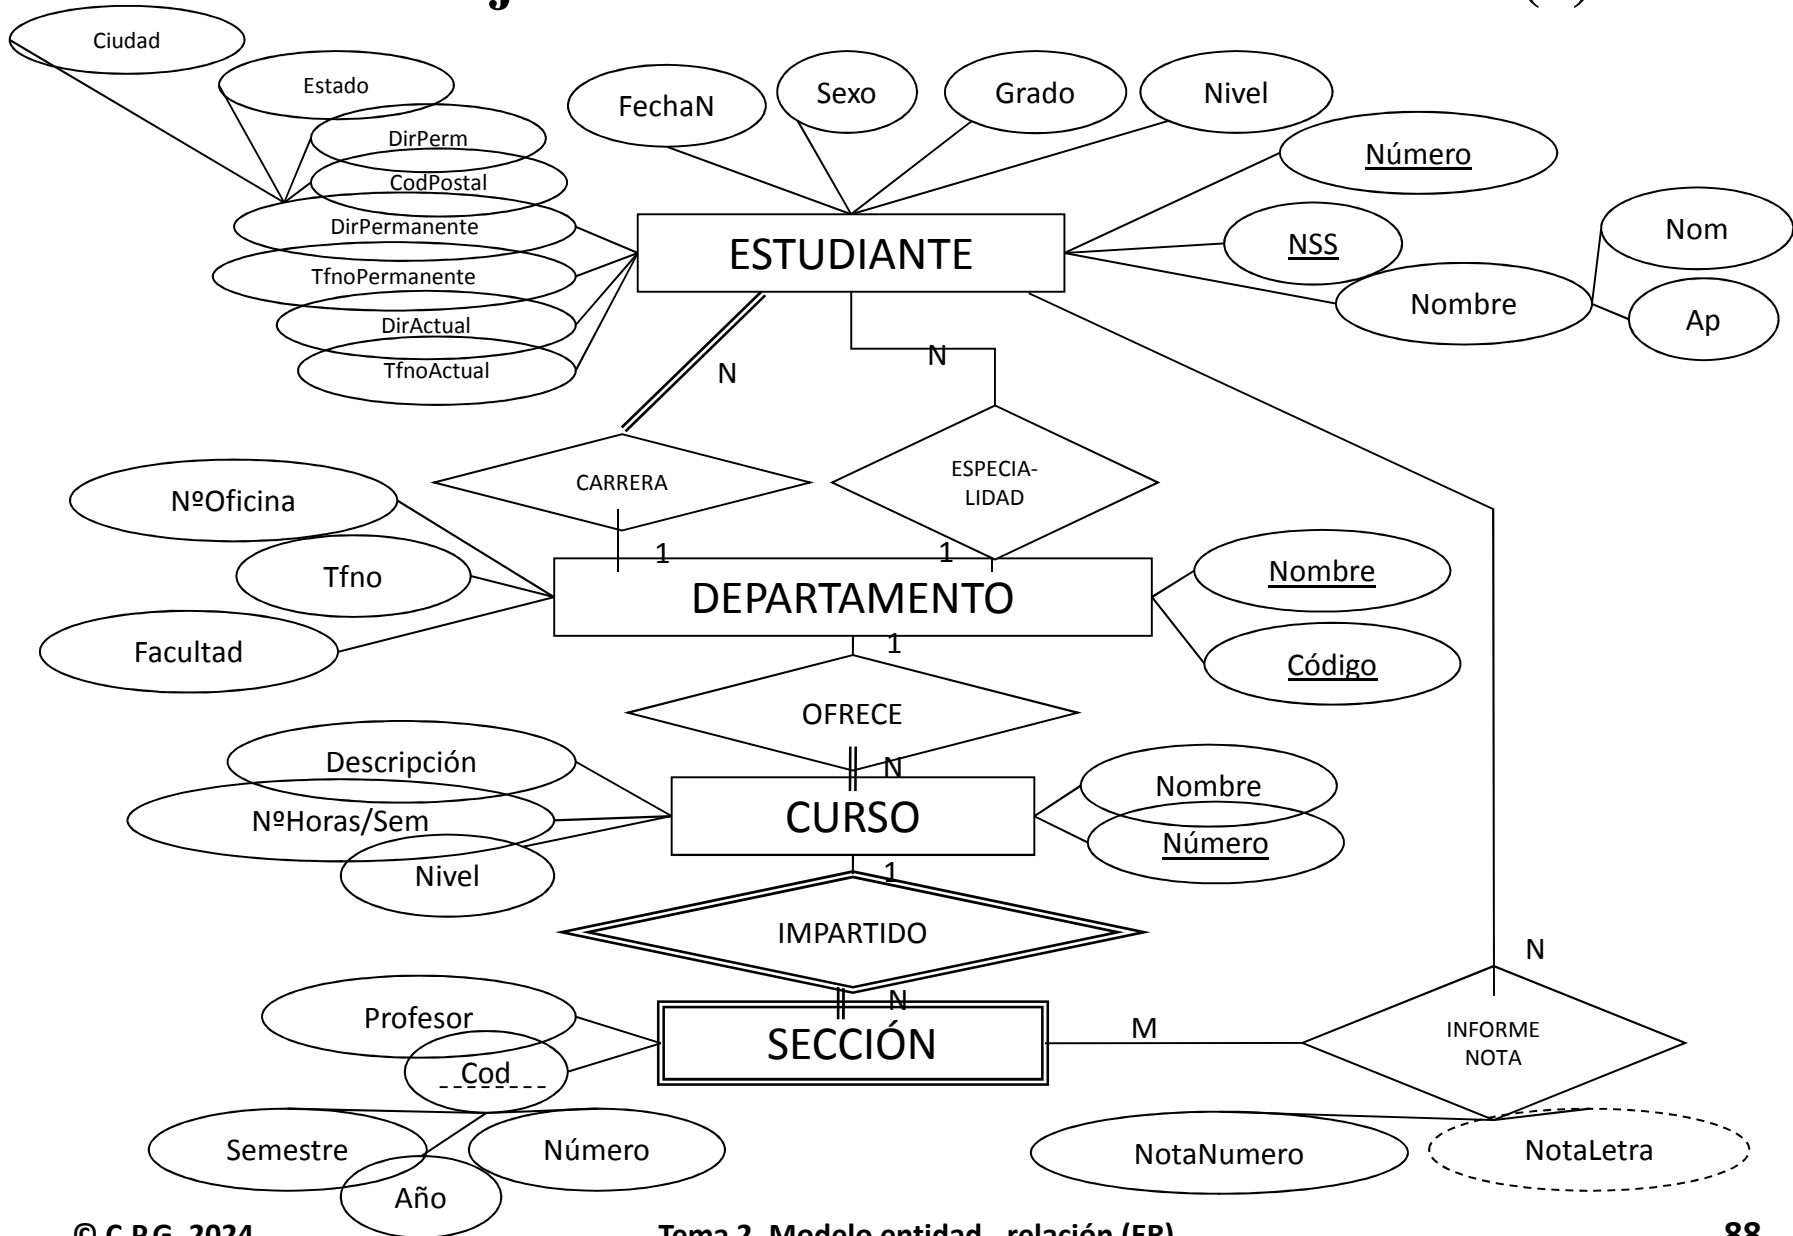 Ciudad
Estado
DirPerm
CodPostal
DirPermanente
TfnoPermanente
DirActual
TfnoActual
FechaN
Sexo
Grado
Nivel
Número
NSS
Nombre
Nom
Ap
ESTUDIANTE
N
N
CARRERA
ESPECIA-
LIDAD
1
1
NºOficina
Tfno
Facultad
DEPARTAMENTO
Nombre
Código
1
OFRECE
N
Descripción
NºHoras/Sem
Nivel
CURSO
Nombre
Número
1
IMPARTIDO
N
Profesor
Cod
Semestre
Año
Número
SECCIÓN
M
N
INFORME
NOTA
NotaNumero
NotaLetra
© C.P.G. 2024
Tema 2. Modelo entidad - relación (ER)
88